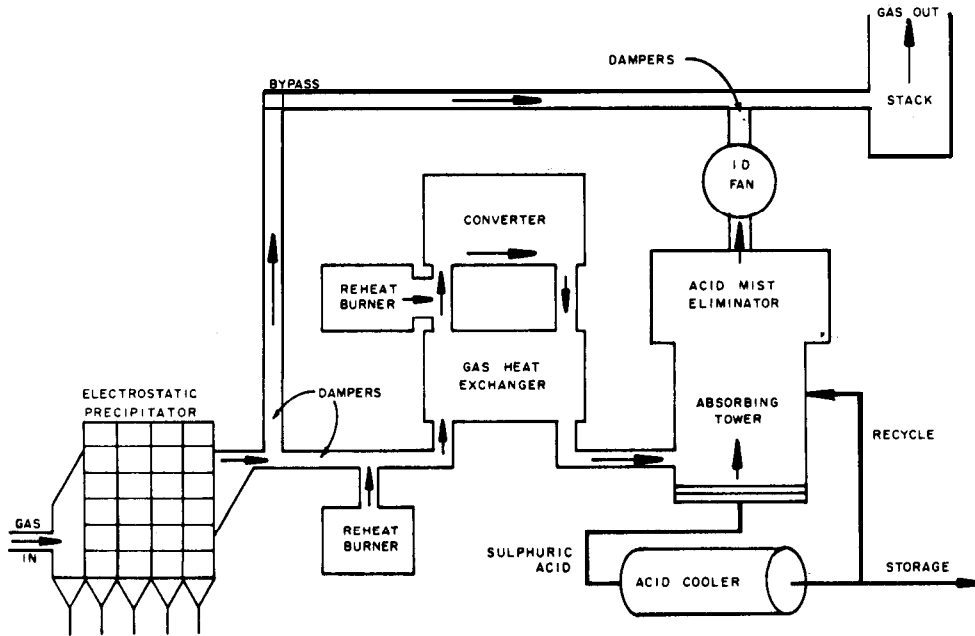 GAS OUT
STACK
DAMPERS
BYPASS
I D
FAN
CONVERTER
REHEAT
BURNER
ACID MIST
ELIMINATOR
GAS HEAT
EXCHANGER
ELECTROSTATIC
PRECIPITATOR
DAMPERS
ABSORBING
TOWER
RECYCLE
GAS
IN
REHEAT
BURNER
SULPHURIC
ACID
ACID COOLER
STORAGE